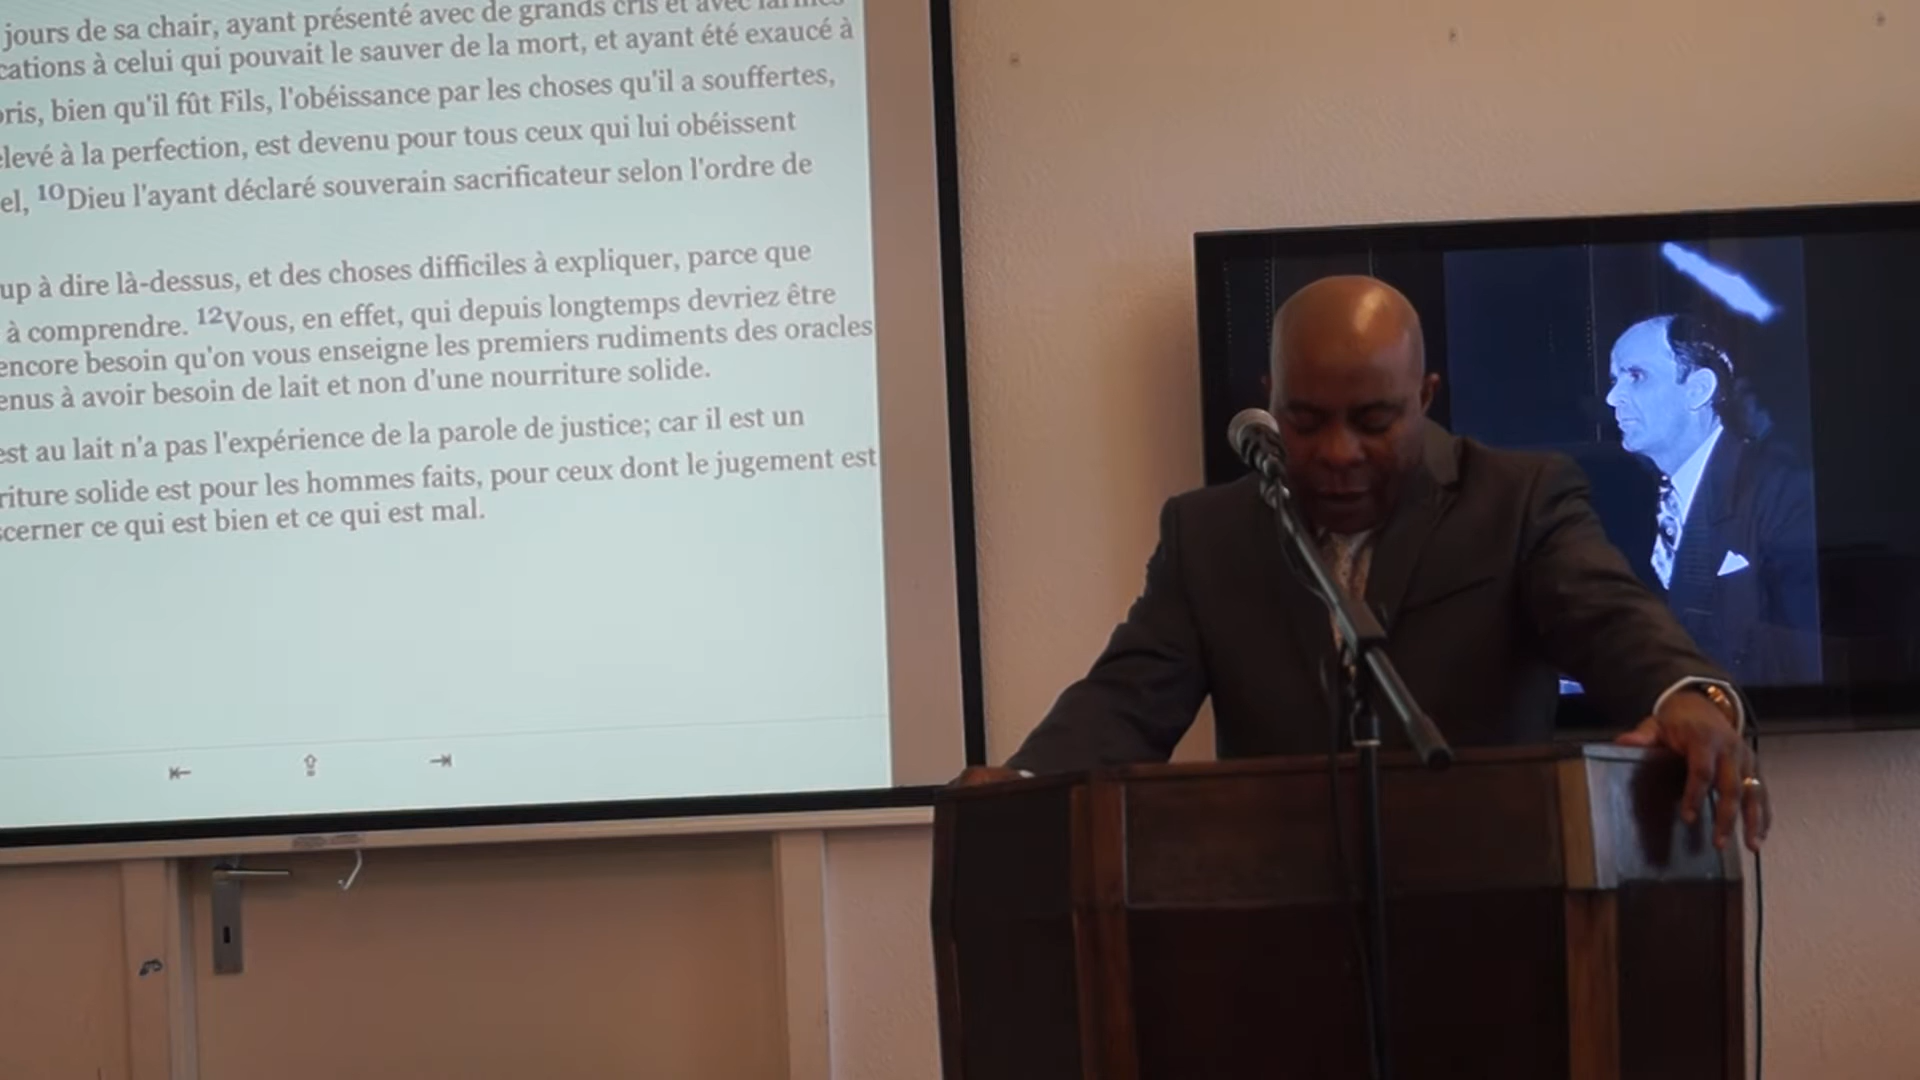 jours de sa chair, ayant présenté avec de grands cris et avec larmes
cations à celui qui pouvait le sauver de la mort, et ayant été exaucé à
pris, bien qu'il fût Fils, l'obéissance par les choses qu'il a souffertes,
élevé à la perfection, est devenu pour tous ceux qui lui obéissent
el, 10Dieu l'ayant déclaré souverain sacrificateur selon l'ordre de
up à dire là-dessus, et des choses difficiles à expliquer, parce que
à comprendre. 12Vous, en effet, qui depuis longtemps devriez être
encore besoin qu'on vous enseigne les premiers rudiments des oracles
enus à avoir besoin de lait et non d'une nourriture solide.
est au lait n'a pas l'expérience de la parole de justice; car il est un
riture solide est pour les hommes faits, pour ceux dont le jugement est
scerner ce qui est bien et ce qui est mal.